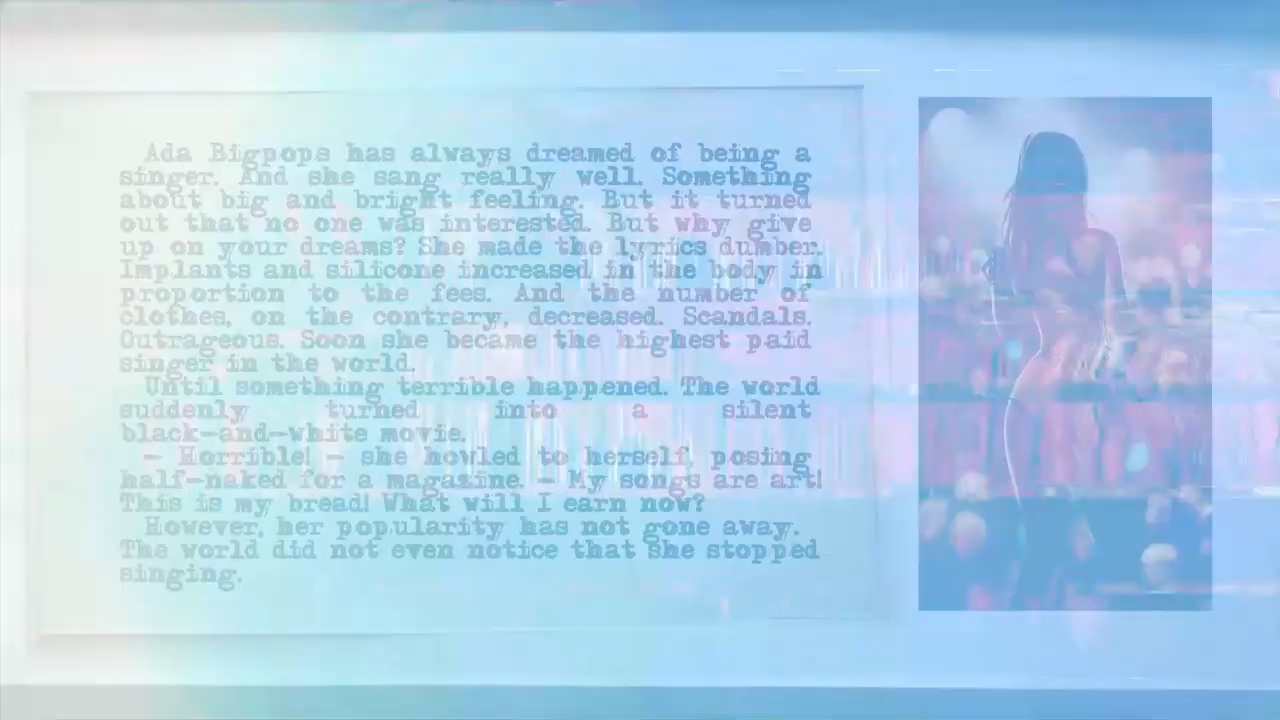 Ada Bigpops has always dreamed of being a
singer. And she sang really well. Something
about big and bright feeling. But it turned
out that no one was interested. But why give
up on your dreams? She made the lyrics dumber.
Implants and silicone increased in the body in
proportion to the fees. And the number of
clothes, on the contrary, decreased. Scandals.
Outrageous. Soon she became the highest paid
singer in the world.
Until something terrible happened. The world
suddenly turned into a silent
black-and-white movie.
- Horrible! - she howled to herself, posing
half-naked for a magazine. - My songs are art!
This is my bread! What will I earn now?
However, her popularity has not gone away.
The world did not even notice that she stopped
singing.